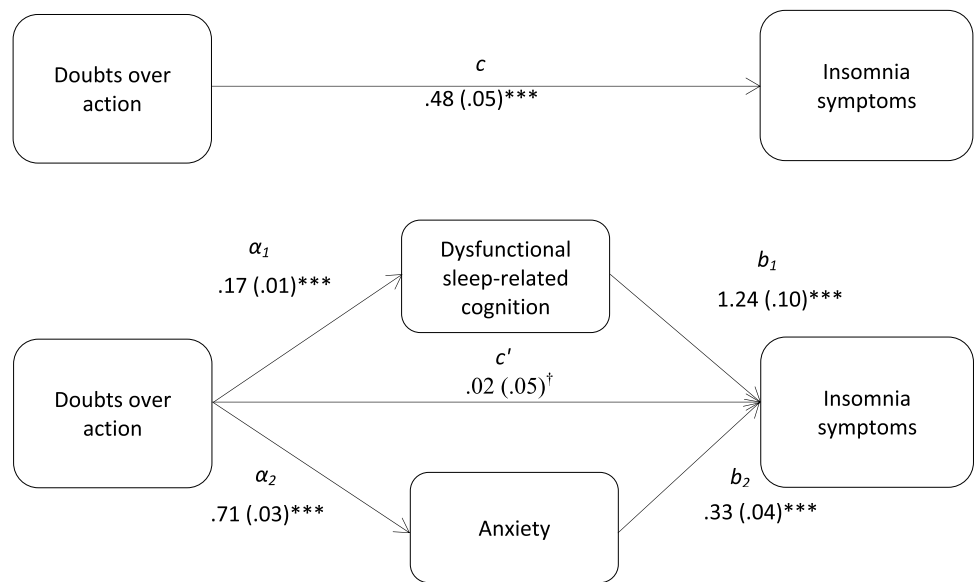 Doubts over
action
c
.48 (.05)***
Insomnia
symptoms
α₁
.17 (.01)***
Dysfunctional
sleep-related
cognition
b₁
1.24 (.10)***
Doubts over
action
c'
.02 (.05)†
Insomnia
symptoms
α₂
.71 (.03)***
Anxiety
b₂
.33 (.04)***